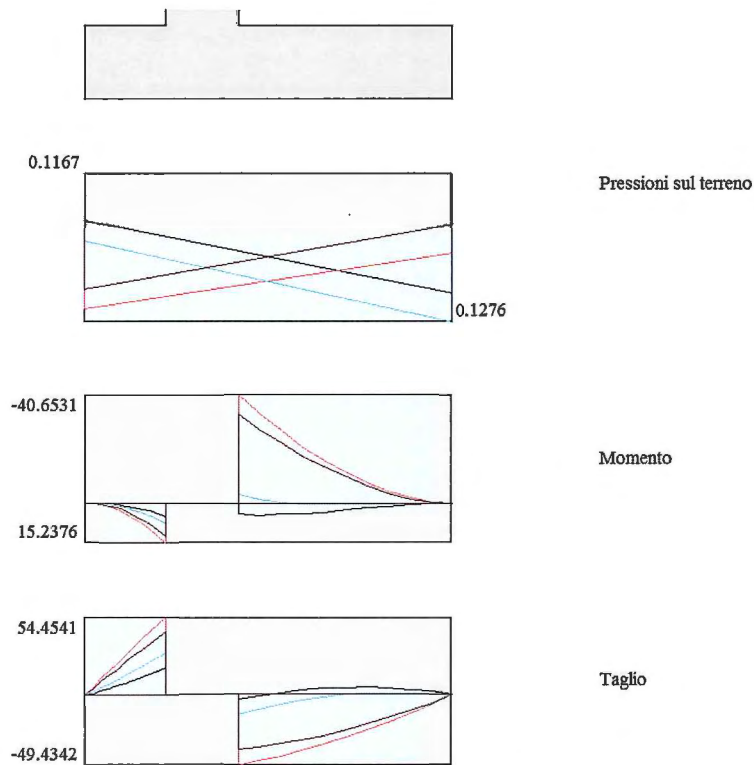 0.1167
Pressioni sul terreno
0.1276
-40.6531
Momento
15.2376
54.4541
Taglio
-49.4342